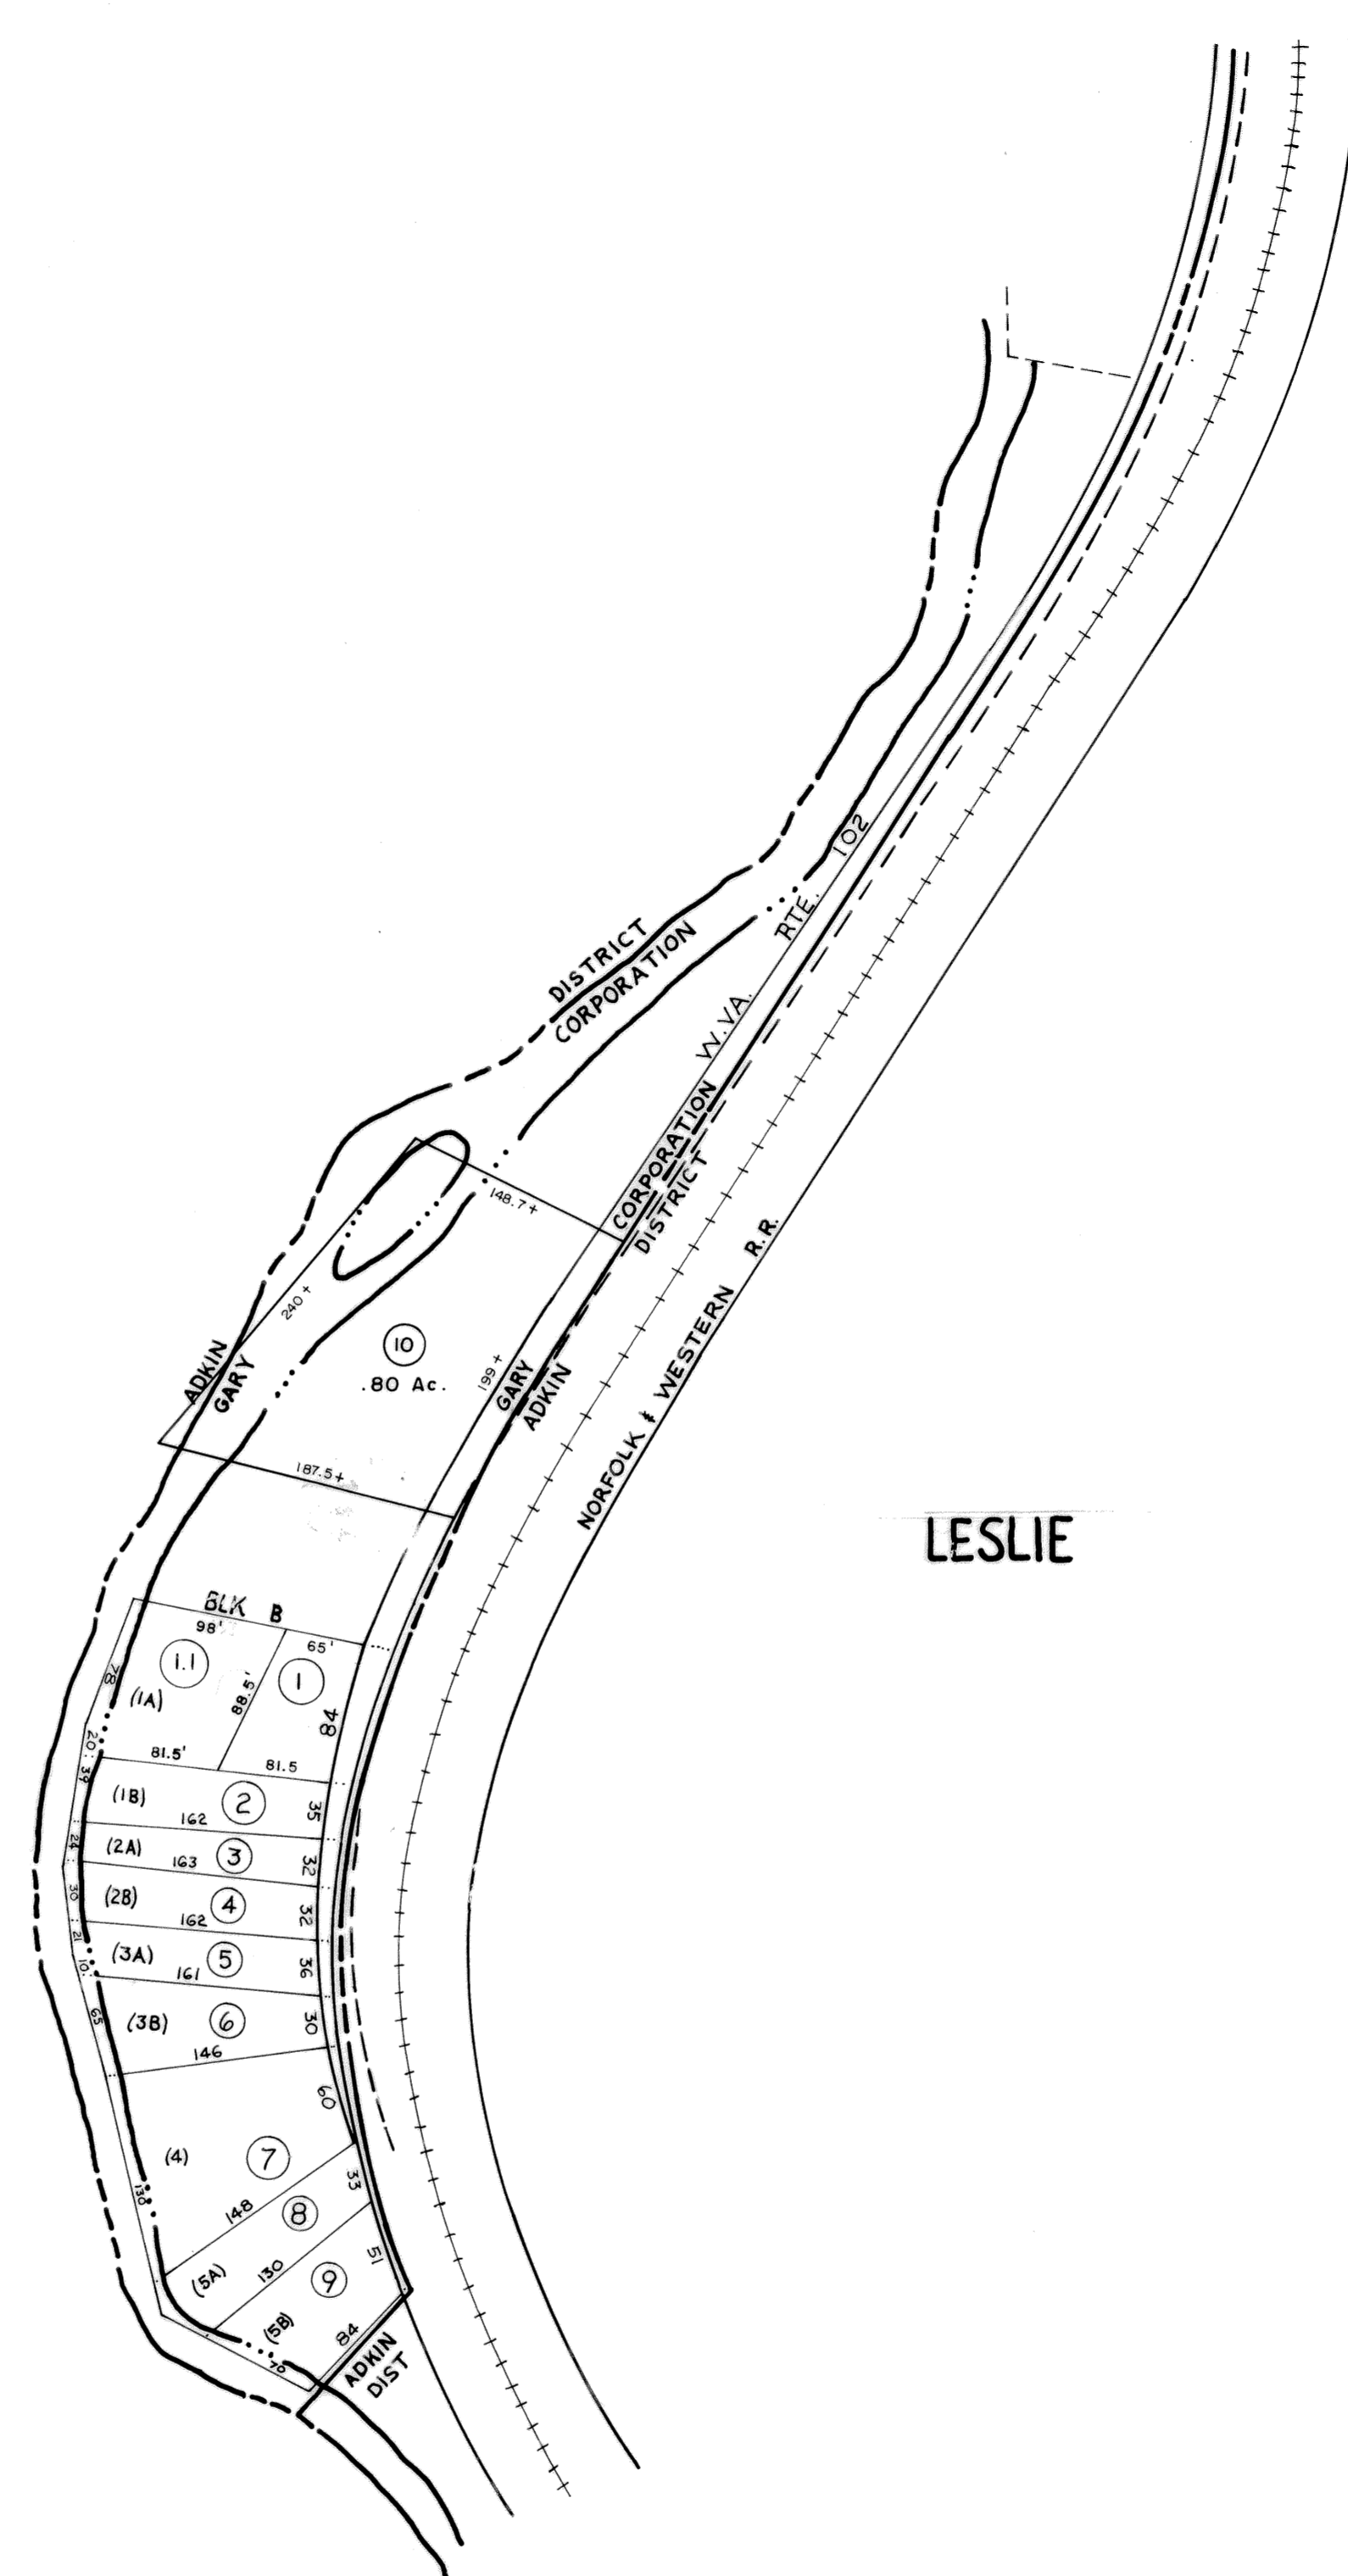 W. VA. RTE. 102
DISTRICT
CORPORATION
CORPORATION
DISTRICT
148.7+
240+
10
.80 Ac.
199+
ADKIN
GARY
GARY
ADKIN
187.5+
NORFOLK & WESTERN R.R.
LESLIE
BLK B
98'
65'
1.1
1
78
(1A)
88.5'
84
20
81.5'
81.5
39
(1B)
2
35
162
24
(2A)
3
32
163
30
(2B)
4
32
162
21
(3A)
5
36
10
161
65
(3B)
6
30
146
60
(4)
7
130
148
33
8
(5A)
130
9
51
(5B)
84
70
ADKIN
DIST